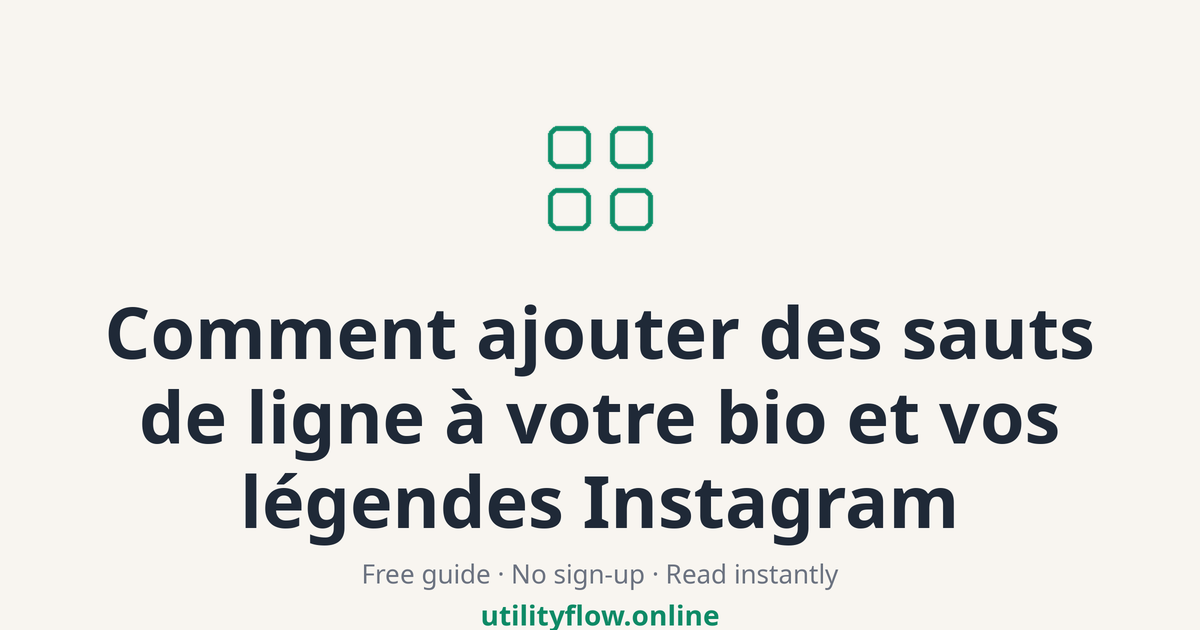 Comment ajouter des sauts
de ligne à votre bio et vos
légendes Instagram
Free guide · No sign-up · Read instantly
utilityflow.online